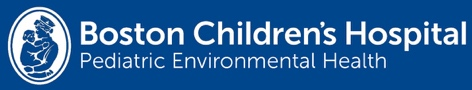 Boston Children's Hospital
Pediatric Environmental Health